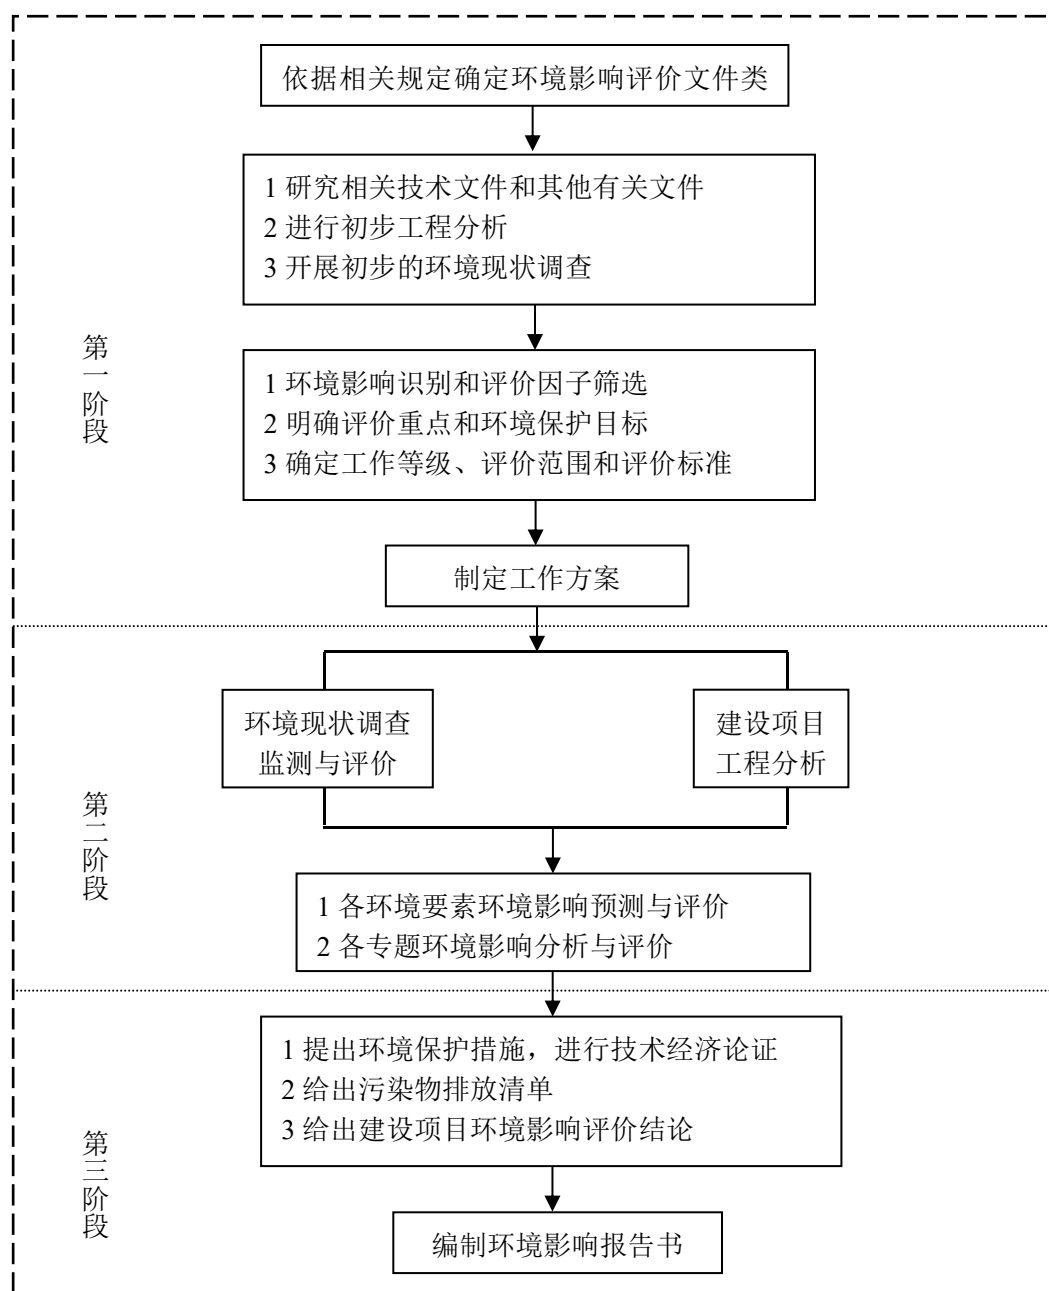 依据相关规定确定环境影响评价文件类
1 研究相关技术文件和其他有关文件
2 进行初步工程分析
3 开展初步的环境现状调查
第一阶段
1 环境影响识别和评价因子筛选
2 明确评价重点和环境保护目标
3 确定工作等级、评价范围和评价标准
制定工作方案
环境现状调查
监测与评价
建设项目
工程分析
第二阶段
1 各环境要素环境影响预测与评价
2 各专题环境影响分析与评价
1 提出环境保护措施，进行技术经济论证
2 给出污染物排放清单
3 给出建设项目环境影响评价结论
第三阶段
编制环境影响报告书